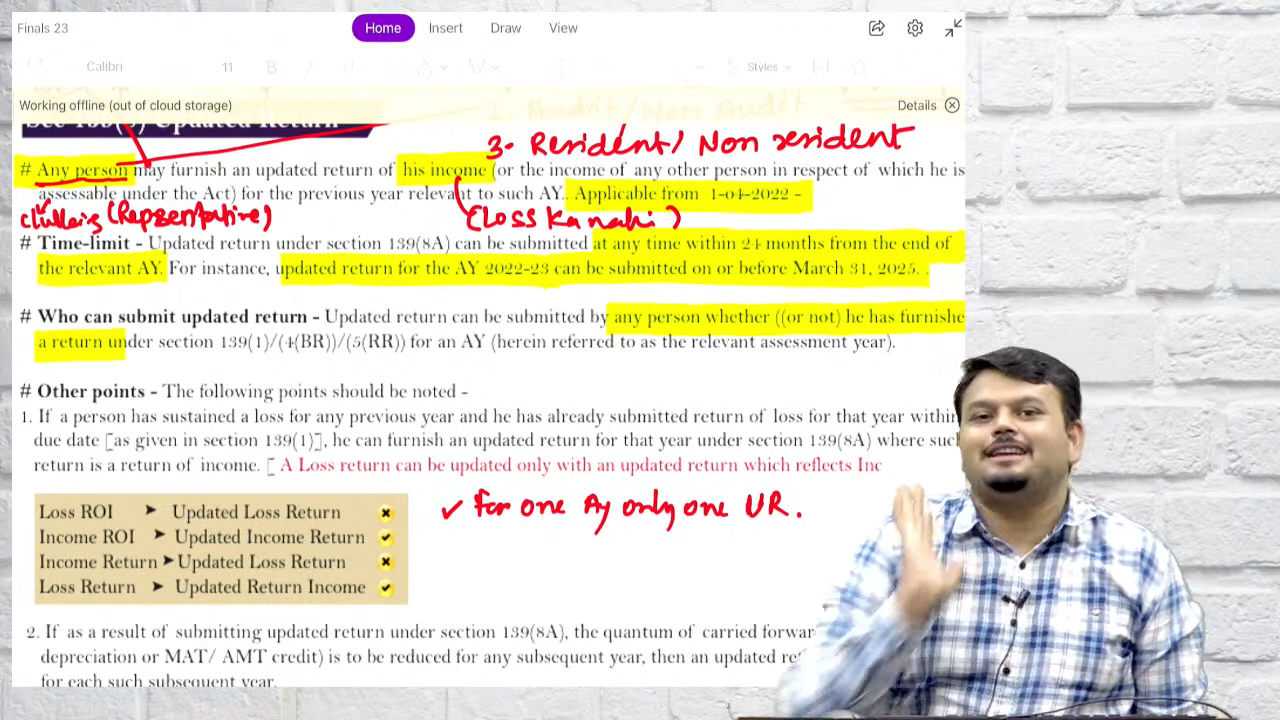 Finals 23
Home Insert Draw View
Calibri 11 B Styles
Working offline (out of cloud storage) Details
1. Audit/Non Audit
Updated Return
3. Resident/ Non resident
# Any person may furnish an updated return of his income (or the income of any other person in respect of which he is
assessable under the Act) for the previous year relevant to such AY. Applicable from 1-04-2022 -
(Loss Ka nahi)
# Time-limit - Updated return under section 139(8A) can be submitted at any time within 24 months from the end of
the relevant AY. For instance, updated return for the AY 2022-23 can be submitted on or before March 31, 2025. .
# Who can submit updated return - Updated return can be submitted by any person whether ((or not) he has furnishe
a return under section 139(1)/(4(BR))/(5(RR)) for an AY (herein referred to as the relevant assessment year).
# Other points - The following points should be noted -
1. If a person has sustained a loss for any previous year and he has already submitted return of loss for that year within
due date [as given in section 139(1)], he can furnish an updated return for that year under section 139(8A) where suc
return is a return of income. [ A Loss return can be updated only with an updated return which reflects Inc
✓ For one Ay only one UR.
Loss ROI ➤ Updated Loss Return ✖
Income ROI ➤ Updated Income Return ✔
Income Return ➤ Updated Loss Return ✖
Loss Return ➤ Updated Return Income ✔
2. If as a result of submitting updated return under section 139(8A), the quantum of carried forwar
depreciation or MAT/ AMT credit) is to be reduced for any subsequent year, then an updated re
for each such subsequent year.